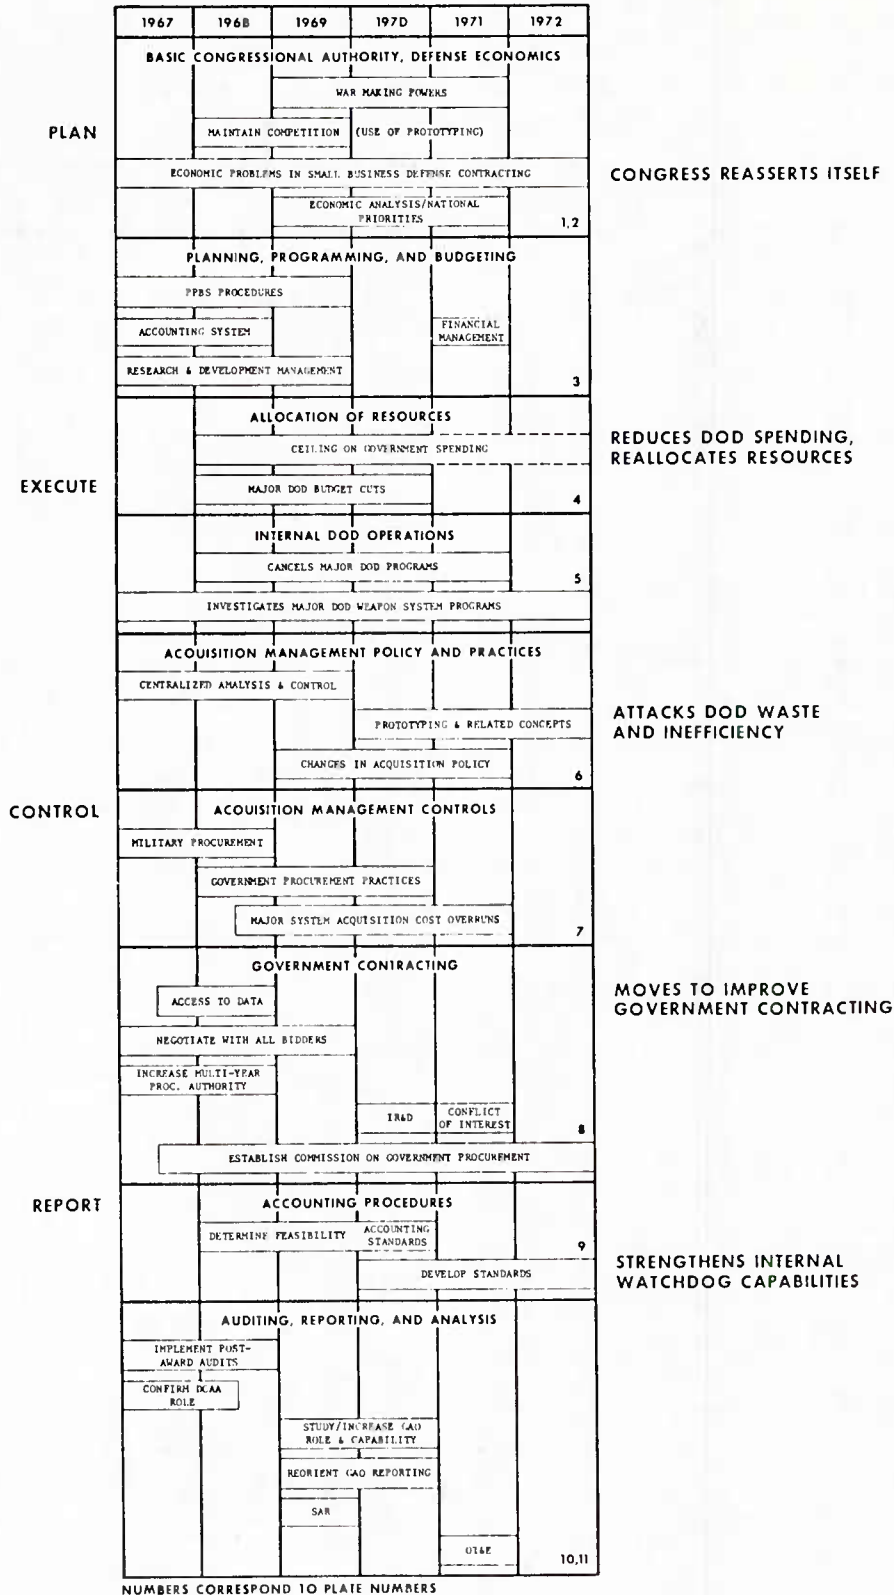 1967 1968 1969 1970 1971 1972
BASIC CONGRESSIONAL AUTHORITY, DEFENSE ECONOMICS
WAR MAKING POWERS
PLAN
MAINTAIN COMPETITION (USE OF PROTOTYPING)
ECONOMIC PROBLEMS IN SMALL BUSINESS DEFENSE CONTRACTING
CONGRESS REASSERTS ITSELF
ECONOMIC ANALYSIS/NATIONAL
PRIORITIES
1,2
PLANNING, PROGRAMMING, AND BUDGETING
PPBS PROCEDURES
ACCOUNTING SYSTEM
FINANCIAL
MANAGEMENT
RESEARCH & DEVELOPMENT MANAGEMENT
3
ALLOCATION OF RESOURCES
CEILING ON GOVERNMENT SPENDING
REDUCES DOD SPENDING,
REALLOCATES RESOURCES
EXECUTE
MAJOR DOD BUDGET CUTS
4
INTERNAL DOD OPERATIONS
CANCELS MAJOR DOD PROGRAMS
5
INVESTIGATES MAJOR DOD WEAPON SYSTEM PROGRAMS
ACQUISITION MANAGEMENT POLICY AND PRACTICES
CENTRALIZED ANALYSIS & CONTROL
PROTOTYPING & RELATED CONCEPTS
ATTACKS DOD WASTE
AND INEFFICIENCY
CHANGES IN ACQUISITION POLICY
6
CONTROL
ACQUISITION MANAGEMENT CONTROLS
MILITARY PROCUREMENT
GOVERNMENT PROCUREMENT PRACTICES
MAJOR SYSTEM ACQUISITION COST OVERRUNS
7
GOVERNMENT CONTRACTING
ACCESS TO DATA
MOVES TO IMPROVE
GOVERNMENT CONTRACTING
NEGOTIATE WITH ALL BIDDERS
INCREASE MULTI-YEAR
PROC. AUTHORITY
IR&D
CONFLICT
OF INTEREST
8
ESTABLISH COMMISSION ON GOVERNMENT PROCUREMENT
REPORT
ACCOUNTING PROCEDURES
DETERMINE FEASIBILITY
ACCOUNTING
STANDARDS
9
DEVELOP STANDARDS
STRENGTHENS INTERNAL
WATCHDOG CAPABILITIES
AUDITING, REPORTING, AND ANALYSIS
IMPLEMENT POST-
AWARD AUDITS
CONFIRM DCAA
ROLE
STUDY/INCREASE GAO
ROLE & CAPABILITY
REORIENT GAO REPORTING
SAR
OT&E
10,11
NUMBERS CORRESPOND TO PLATE NUMBERS